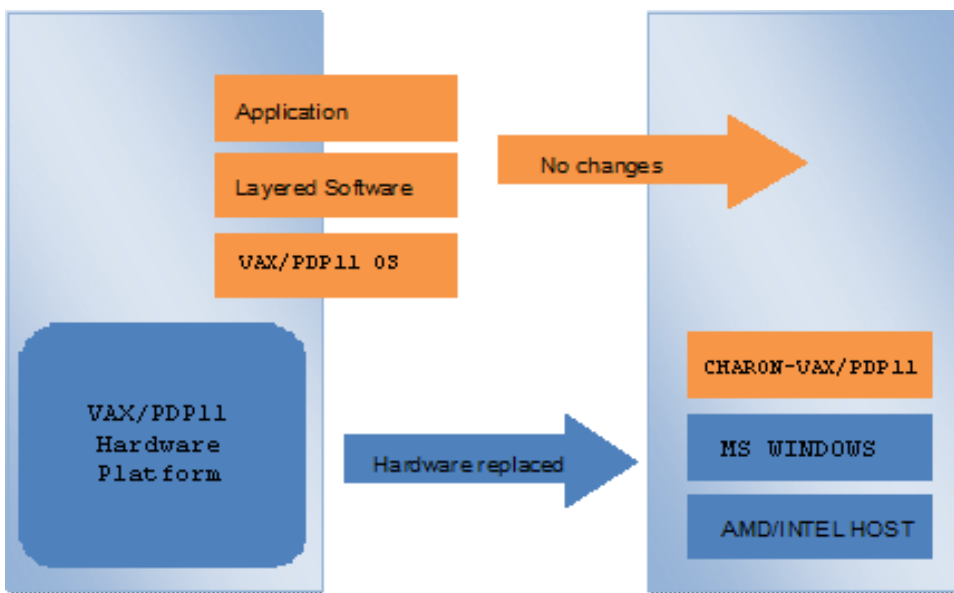 Application
Layered Software
VAX/PDP11 OS
VAX/PDP11
Hardware
Platform
No changes
Hardware replaced
CHARON-VAX/PDP11
MS WINDOWS
AMD/INTEL HOST